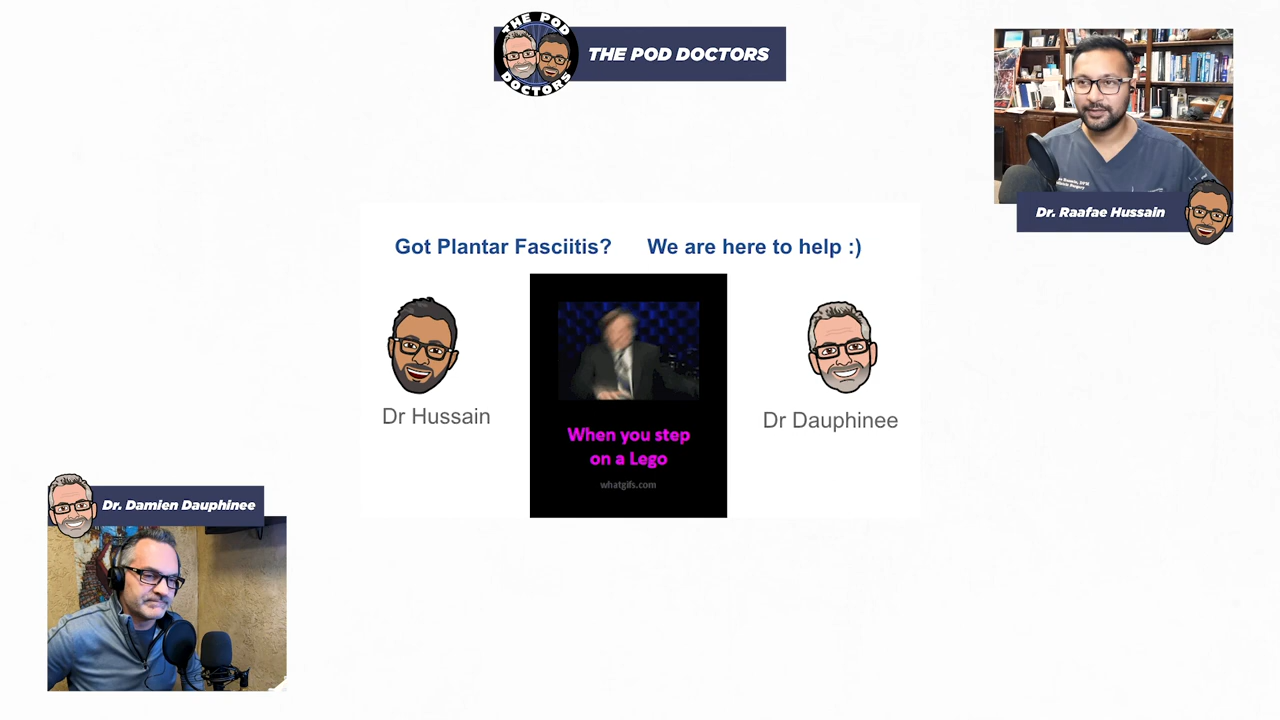 THE POD
DOCTORS
THE POD DOCTORS
Dr. Raafae Hussain
Got Plantar Fasciitis? We are here to help :)
Dr Hussain
Dr Dauphinee
When you step
on a Lego
whatgifs.com
Dr. Damien Dauphinee